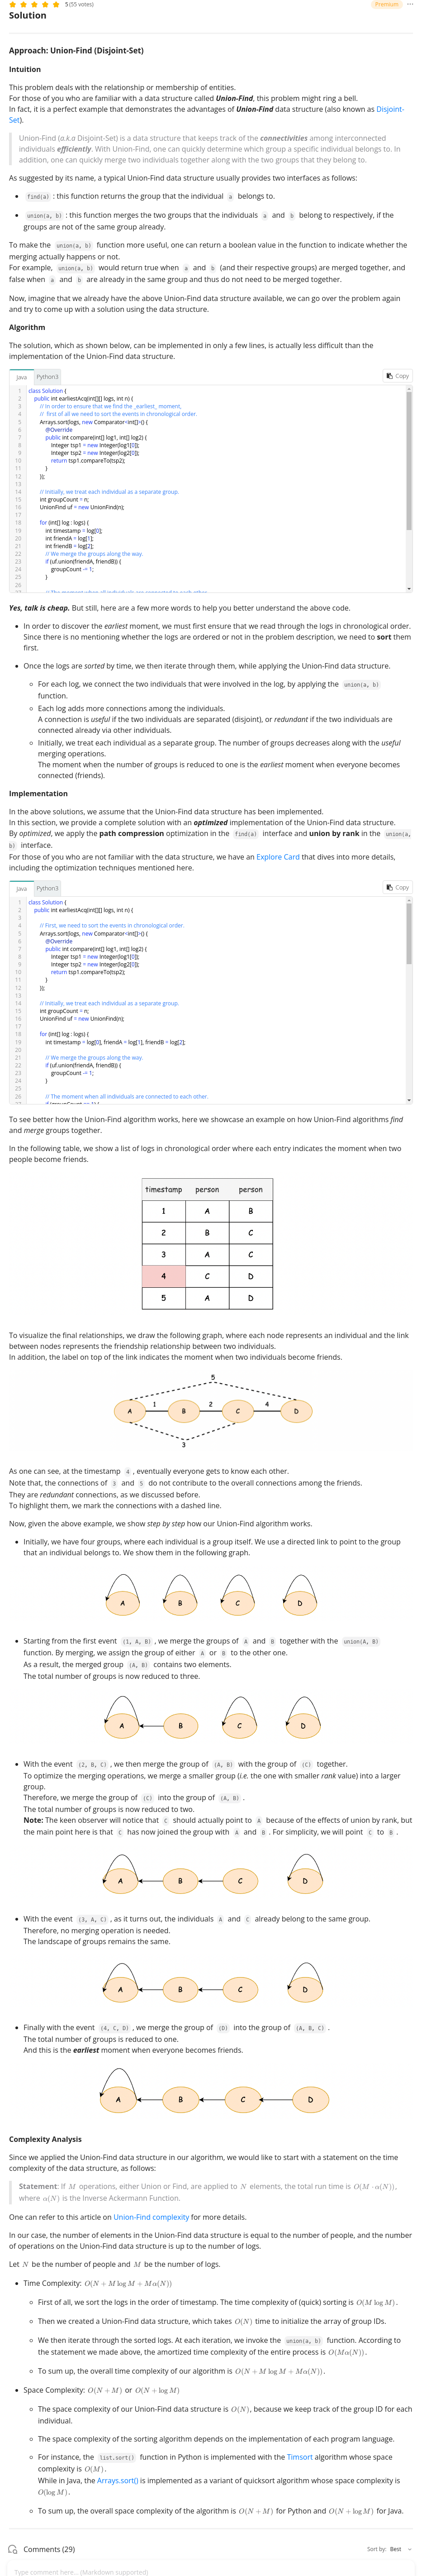 5 (55 votes)
Premium
Solution
Approach: Union-Find (Disjoint-Set)
Intuition
This problem deals with the relationship or membership of entities.
For those of you who are familiar with a data structure called Union-Find, this problem might ring a bell.
In fact, it is a perfect example that demonstrates the advantages of Union-Find data structure (also known as Disjoint-
Set).
Union-Find (a.k.a Disjoint-Set) is a data structure that keeps track of the connectivities among interconnected
individuals efficiently. With Union-Find, one can quickly determine which group a specific individual belongs to. In
addition, one can quickly merge two individuals together along with the two groups that they belong to.
As suggested by its name, a typical Union-Find data structure usually provides two interfaces as follows:
• find(a) : this function returns the group that the individual a belongs to.
• union(a, b) : this function merges the two groups that the individuals a and b belong to respectively, if the
groups are not of the same group already.
To make the union(a, b) function more useful, one can return a boolean value in the function to indicate whether the
merging actually happens or not.
For example, union(a, b) would return true when a and b (and their respective groups) are merged together, and
false when a and b are already in the same group and thus do not need to be merged together.
Now, imagine that we already have the above Union-Find data structure available, we can go over the problem again
and try to come up with a solution using the data structure.
Algorithm
The solution, which as shown below, can be implemented in only a few lines, is actually less difficult than the
implementation of the Union-Find data structure.
Java Python3 Copy
1 class Solution {
2 public int earliestAcq(int[][] logs, int n) {
3 // In order to ensure that we find the _earliest_ moment,
4 // first of all we need to sort the events in chronological order.
5 Arrays.sort(logs, new Comparator<int[]>() {
6 @Override
7 public int compare(int[] log1, int[] log2) {
8 Integer tsp1 = new Integer(log1[0]);
9 Integer tsp2 = new Integer(log2[0]);
10 return tsp1.compareTo(tsp2);
11 }
12 });
13
14 // Initially, we treat each individual as a separate group.
15 int groupCount = n;
16 UnionFind uf = new UnionFind(n);
17
18 for (int[] log : logs) {
19 int timestamp = log[0];
20 int friendA = log[1];
21 int friendB = log[2];
22 // We merge the groups along the way.
23 if (uf.union(friendA, friendB)) {
24 groupCount -= 1;
25 }
26
Yes, talk is cheap. But still, here are a few more words to help you better understand the above code.
• In order to discover the earliest moment, we must first ensure that we read through the logs in chronological order.
Since there is no mentioning whether the logs are ordered or not in the problem description, we need to sort them
first.
• Once the logs are sorted by time, we then iterate through them, while applying the Union-Find data structure.
◦ For each log, we connect the two individuals that were involved in the log, by applying the union(a, b)
function.
◦ Each log adds more connections among the individuals.
A connection is useful if the two individuals are separated (disjoint), or redundant if the two individuals are
connected already via other individuals.
◦ Initially, we treat each individual as a separate group. The number of groups decreases along with the useful
merging operations.
The moment when the number of groups is reduced to one is the earliest moment when everyone becomes
connected (friends).
Implementation
In the above solutions, we assume that the Union-Find data structure has been implemented.
In this section, we provide a complete solution with an optimized implementation of the Union-Find data structure.
By optimized, we apply the path compression optimization in the find(a) interface and union by rank in the union(a,
b) interface.
For those of you who are not familiar with the data structure, we have an Explore Card that dives into more details,
including the optimization techniques mentioned here.
Java Python3 Copy
1 class Solution {
2 public int earliestAcq(int[][] logs, int n) {
3
4 // First, we need to sort the events in chronological order.
5 Arrays.sort(logs, new Comparator<int[]>() {
6 @Override
7 public int compare(int[] log1, int[] log2) {
8 Integer tsp1 = new Integer(log1[0]);
9 Integer tsp2 = new Integer(log2[0]);
10 return tsp1.compareTo(tsp2);
11 }
12 });
13
14 // Initially, we treat each individual as a separate group.
15 int groupCount = n;
16 UnionFind uf = new UnionFind(n);
17
18 for (int[] log : logs) {
19 int timestamp = log[0], friendA = log[1], friendB = log[2];
20
21 // We merge the groups along the way.
22 if (uf.union(friendA, friendB)) {
23 groupCount -= 1;
24 }
25
26 // The moment when all individuals are connected to each other.
To see better how the Union-Find algorithm works, here we showcase an example on how Union-Find algorithms find
and merge groups together.
In the following table, we show a list of logs in chronological order where each entry indicates the moment when two
people become friends.
timestamp person person
1 A B
2 B C
3 A C
4 C D
5 A D
To visualize the final relationships, we draw the following graph, where each node represents an individual and the link
between nodes represents the friendship relationship between two individuals.
In addition, the label on top of the link indicates the moment when two individuals become friends.
5
A 1 B 2 C 4 D
3
As one can see, at the timestamp 4 , eventually everyone gets to know each other.
Note that, the connections of 3 and 5 do not contribute to the overall connections among the friends.
They are redundant connections, as we discussed before.
To highlight them, we mark the connections with a dashed line.
Now, given the above example, we show step by step how our Union-Find algorithm works.
• Initially, we have four groups, where each individual is a group itself. We use a directed link to point to the group
that an individual belongs to. We show them in the following graph.
A B C D
• Starting from the first event (1, A, B) , we merge the groups of A and B together with the union(A, B)
function. By merging, we assign the group of either A or B to the other one.
As a result, the merged group (A, B) contains two elements.
The total number of groups is now reduced to three.
A B C D
• With the event (2, B, C) , we then merge the group of (A, B) with the group of (C) together.
To optimize the merging operations, we merge a smaller group (i.e. the one with smaller rank value) into a larger
group.
Therefore, we merge the group of (C) into the group of (A, B) .
The total number of groups is now reduced to two.
Note: The keen observer will notice that C should actually point to A because of the effects of union by rank, but
the main point here is that C has now joined the group with A and B . For simplicity, we will point C to B .
A B C D
• With the event (3, A, C) , as it turns out, the individuals A and C already belong to the same group.
Therefore, no merging operation is needed.
The landscape of groups remains the same.
A B C D
• Finally with the event (4, C, D) , we merge the group of (D) into the group of (A, B, C) .
The total number of groups is reduced to one.
And this is the earliest moment when everyone becomes friends.
A B C D
Complexity Analysis
Since we applied the Union-Find data structure in our algorithm, we would like to start with a statement on the time
complexity of the data structure, as follows:
Statement: If M operations, either Union or Find, are applied to N elements, the total run time is O(M · α(N)),
where α(N) is the Inverse Ackermann Function.
One can refer to this article on Union-Find complexity for more details.
In our case, the number of elements in the Union-Find data structure is equal to the number of people, and the number
of operations on the Union-Find data structure is up to the number of logs.
Let N be the number of people and M be the number of logs.
• Time Complexity: O(N + M log M + Mα(N))
◦ First of all, we sort the logs in the order of timestamp. The time complexity of (quick) sorting is O(M log M).
◦ Then we created a Union-Find data structure, which takes O(N) time to initialize the array of group IDs.
◦ We then iterate through the sorted logs. At each iteration, we invoke the union(a, b) function. According to
the statement we made above, the amortized time complexity of the entire process is O(Mα(N)).
◦ To sum up, the overall time complexity of our algorithm is O(N + M log M + Mα(N)).
• Space Complexity: O(N + M) or O(N + log M)
◦ The space complexity of our Union-Find data structure is O(N), because we keep track of the group ID for each
individual.
◦ The space complexity of the sorting algorithm depends on the implementation of each program language.
◦ For instance, the list.sort() function in Python is implemented with the Timsort algorithm whose space
complexity is O(M).
While in Java, the Arrays.sort() is implemented as a variant of quicksort algorithm whose space complexity is
O(log M).
◦ To sum up, the overall space complexity of the algorithm is O(N + M) for Python and O(N + log M) for Java.
Comments (29)
Sort by: Best
Type comment here... (Markdown supported)